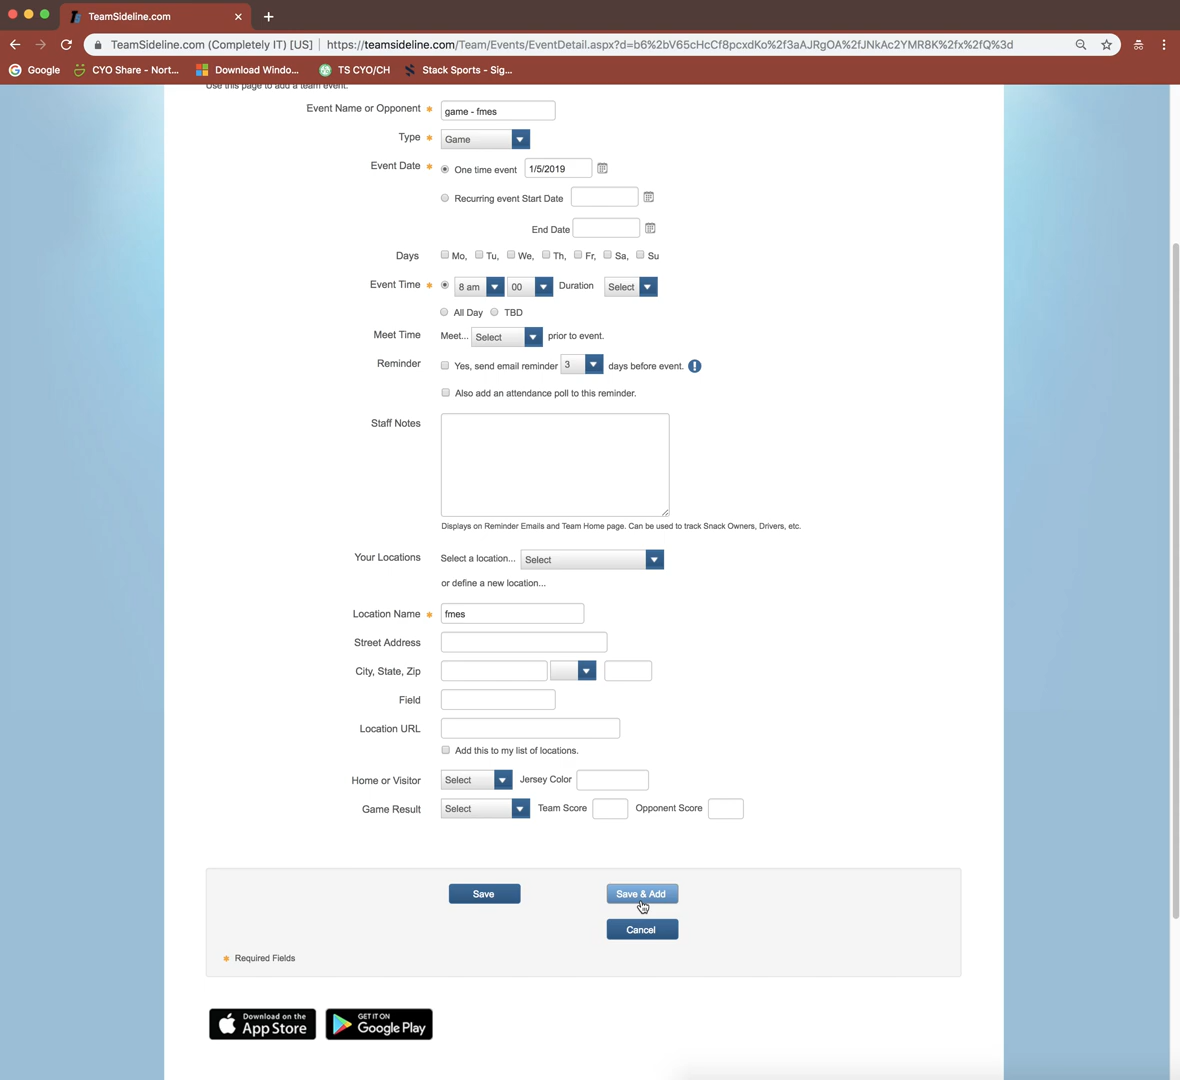 TeamSideline.com
TeamSideline.com (Completely IT) [US] https://teamsideline.com/Team/Events/EventDetail.aspx?d=b6%2bV65cHcCf8pcxdKo%2f3aAJRgOA%2fJNkAc2YMR8K%2fx%2fQ%3d
Google CYO Share - Nort... Download Windo... TS CYO/CH Stack Sports - Sig...
Use this page to add a team event.
Event Name or Opponent * game - fmes
Type * Game
Event Date * One time event 1/5/2019
Recurring event Start Date
End Date
Days Mo, Tu, We, Th, Fr, Sa, Su
Event Time * 8 am 00 Duration Select
All Day TBD
Meet Time Meet... Select prior to event.
Reminder Yes, send email reminder 3 days before event. !
Also add an attendance poll to this reminder.
Staff Notes
Displays on Reminder Emails and Team Home page. Can be used to track Snack Owners, Drivers, etc.
Your Locations Select a location... Select
or define a new location...
Location Name * fmes
Street Address
City, State, Zip
Field
Location URL
Add this to my list of locations.
Home or Visitor Select Jersey Color
Game Result Select Team Score Opponent Score
Save Save & Add
Cancel
* Required Fields
Download on the App Store GET IT ON Google Play